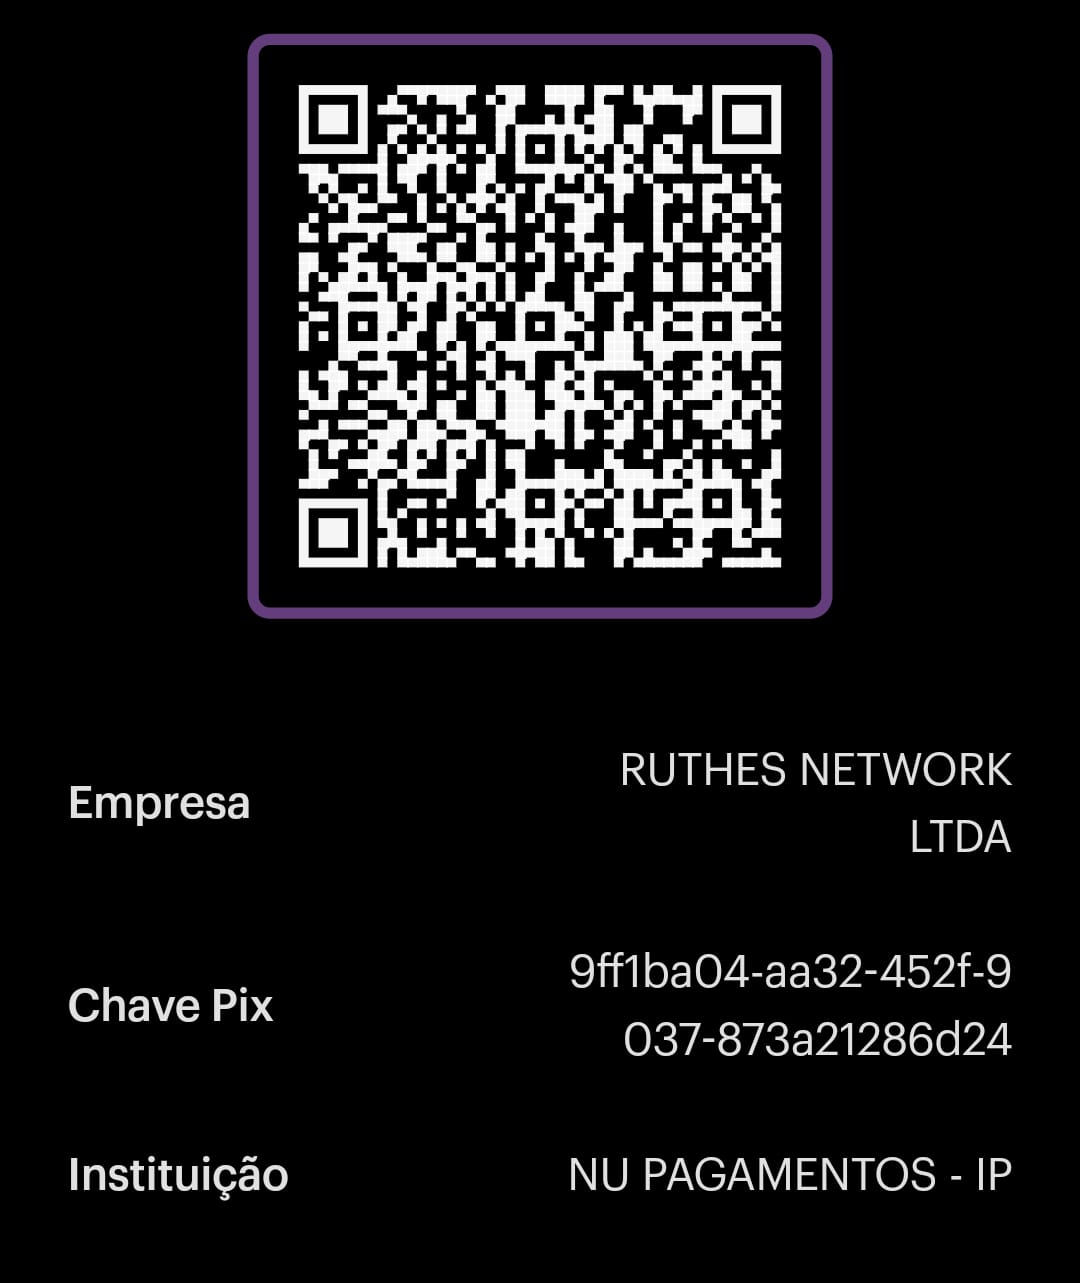 Empresa
RUTHES NETWORK
LTDA
Chave Pix
9ff1ba04-aa32-452f-9
037-873a21286d24
Instituição
NU PAGAMENTOS - IP